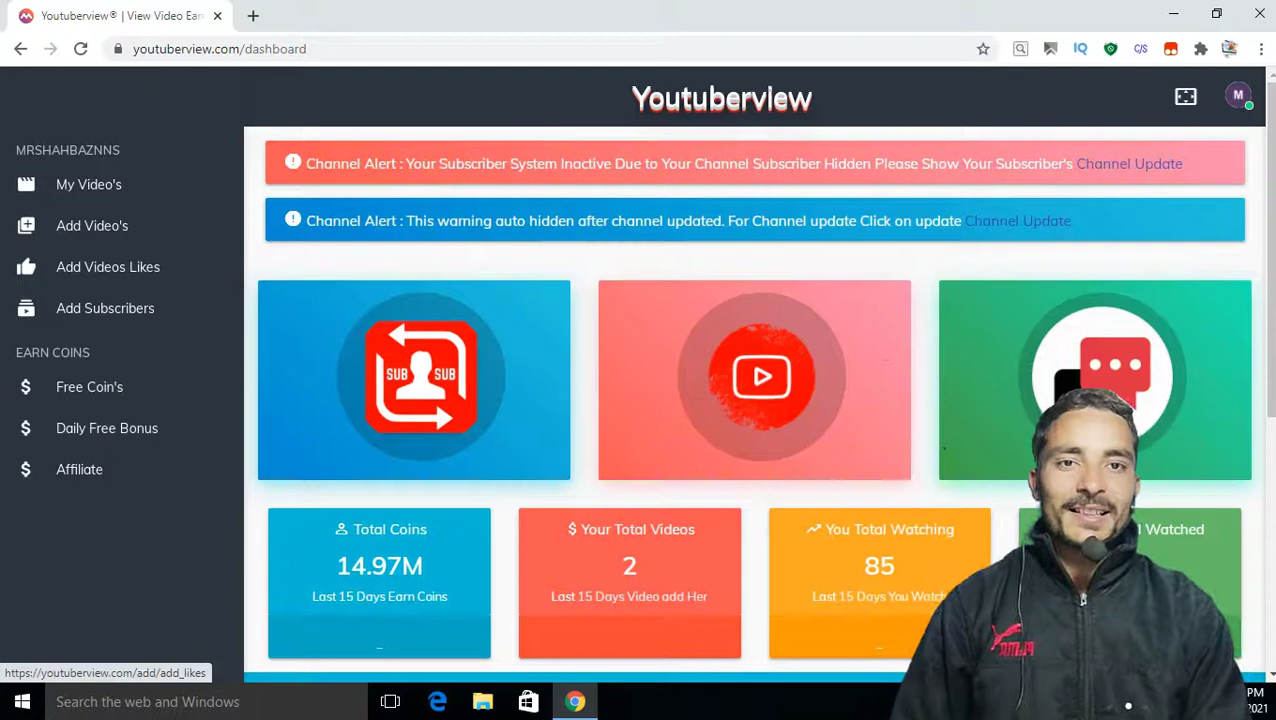 Youtuberview® | View Video Ear
youtuberview.com/dashboard
IQ
C/S
Youtuberview
M
MRSHAHBAZNNS
My Video's
Add Video's
Add Videos Likes
Add Subscribers
EARN COINS
Free Coin's
Daily Free Bonus
Affiliate
Channel Alert : Your Subscriber System Inactive Due to Your Channel Subscriber Hidden Please Show Your Subscriber's Channel Update
Channel Alert : This warning auto hidden after channel updated. For Channel update Click on update Channel Update
SUB SUB
Total Coins
14.97M
Last 15 Days Earn Coins
Your Total Videos
2
Last 15 Days Video add Her
You Total Watching
85
Last 15 Days You Watch
Watched
https://youtuberview.com/add/add_likes
Search the web and Windows
PM
2021